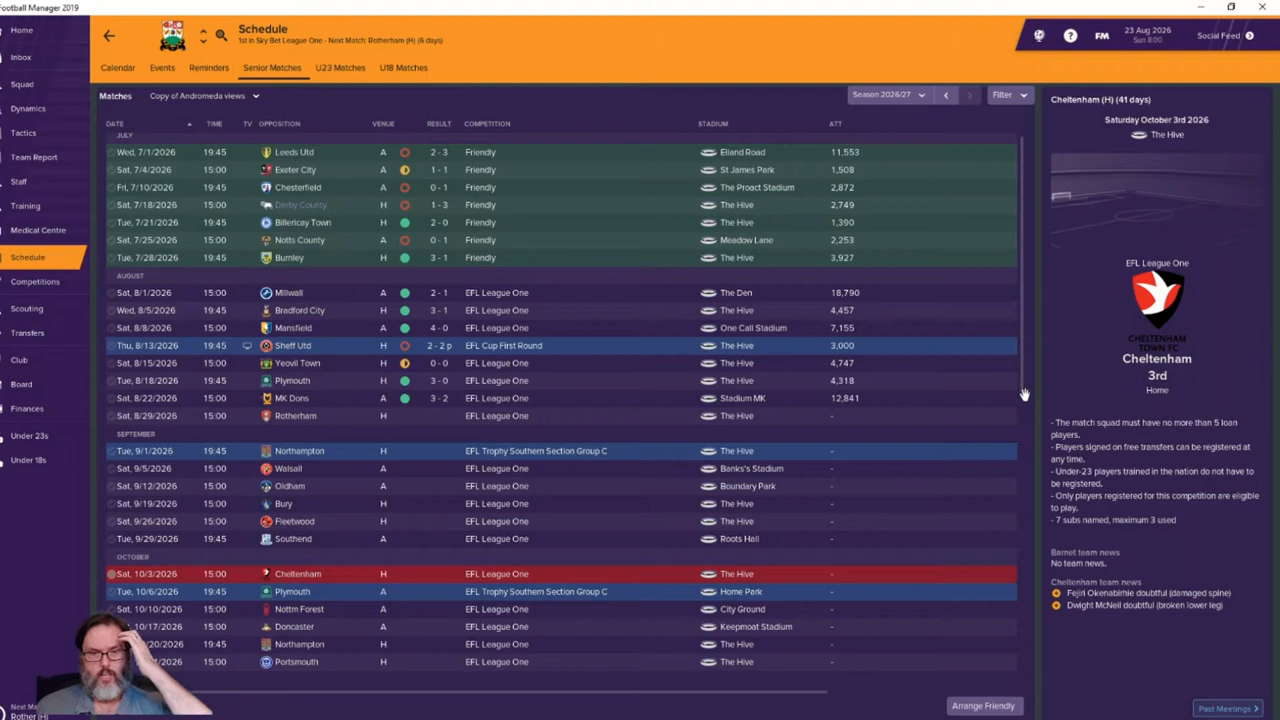 Football Manager 2019
Home
Inbox
Squad
Dynamics
Tactics
Team Report
Staff
Training
Medical Centre
Schedule
Competitions
Scouting
Transfers
Club
Board
Finances
Under 23s
Under 18s
Next M
Rother (H)
Schedule
1st in Sky Bet League One - Next Match: Rotherham (H) (6 days)
FM
23 Aug 2026
Sun 8:00
Social Feed
Calendar Events Reminders Senior Matches U23 Matches U18 Matches
Matches Copy of Andromeda views Season 2026/27 Filter
DATE TIME TV OPPOSITION VENUE RESULT COMPETITION STADIUM ATT
JULY
Wed, 7/1/2026 19:45 Leeds Utd A 2 - 3 Friendly Elland Road 11,553
Sat, 7/4/2026 15:00 Exeter City A 1 - 1 Friendly St James Park 1,508
Fri, 7/10/2026 19:45 Chesterfield A 0 - 1 Friendly The Proact Stadium 2,872
Sat, 7/18/2026 15:00 Derby County H 1 - 3 Friendly The Hive 2,749
Tue, 7/21/2026 19:45 Billericay Town H 2 - 0 Friendly The Hive 1,390
Sat, 7/25/2026 15:00 Notts County A 0 - 1 Friendly Meadow Lane 2,253
Tue, 7/28/2026 19:45 Burnley H 3 - 1 Friendly The Hive 3,927
AUGUST
Sat, 8/1/2026 15:00 Millwall A 2 - 1 EFL League One The Den 18,790
Wed, 8/5/2026 19:45 Bradford City H 3 - 1 EFL League One The Hive 4,457
Sat, 8/8/2026 15:00 Mansfield A 4 - 0 EFL League One One Call Stadium 7,155
Thu, 8/13/2026 19:45 Sheff Utd H 2 - 2 p EFL Cup First Round The Hive 3,000
Sat, 8/15/2026 15:00 Yeovil Town H 0 - 0 EFL League One The Hive 4,747
Tue, 8/18/2026 19:45 Plymouth H 3 - 0 EFL League One The Hive 4,318
Sat, 8/22/2026 15:00 MK Dons A 3 - 2 EFL League One Stadium MK 12,841
Sat, 8/29/2026 15:00 Rotherham H EFL League One The Hive -
SEPTEMBER
Tue, 9/1/2026 19:45 Northampton H EFL Trophy Southern Section Group C The Hive -
Sat, 9/5/2026 15:00 Walsall A EFL League One Banks's Stadium -
Sat, 9/12/2026 15:00 Oldham A EFL League One Boundary Park -
Sat, 9/19/2026 15:00 Bury H EFL League One The Hive -
Sat, 9/26/2026 15:00 Fleetwood H EFL League One The Hive -
Tue, 9/29/2026 19:45 Southend A EFL League One Roots Hall -
OCTOBER
Sat, 10/3/2026 15:00 Cheltenham H EFL League One The Hive -
Tue, 10/6/2026 19:45 Plymouth A EFL Trophy Southern Section Group C Home Park -
Sat, 10/10/2026 15:00 Nottm Forest A EFL League One City Ground -
10/17/2026 15:00 Doncaster A EFL League One Keepmoat Stadium -
/20/2026 19:45 Northampton H EFL League One The Hive -
/2026 15:00 Portsmouth H EFL League One The Hive -
Arrange Friendly
Cheltenham (H) (41 days)
Saturday October 3rd 2026
The Hive
EFL League One
CHELTENHAM
TOWN FC
Cheltenham
3rd
Home
- The match squad must have no more than 5 loan
players.
- Players signed on free transfers can be registered at
any time.
- Under-23 players trained in the nation do not have to
be registered.
- Only players registered for this competition are eligible
to play.
- 7 subs named, maximum 3 used
Barnet team news
No team news.
Cheltenham team news
Fejiri Okenabirhie doubtful (damaged spine)
Dwight McNeil doubtful (broken lower leg)
Past Meetings